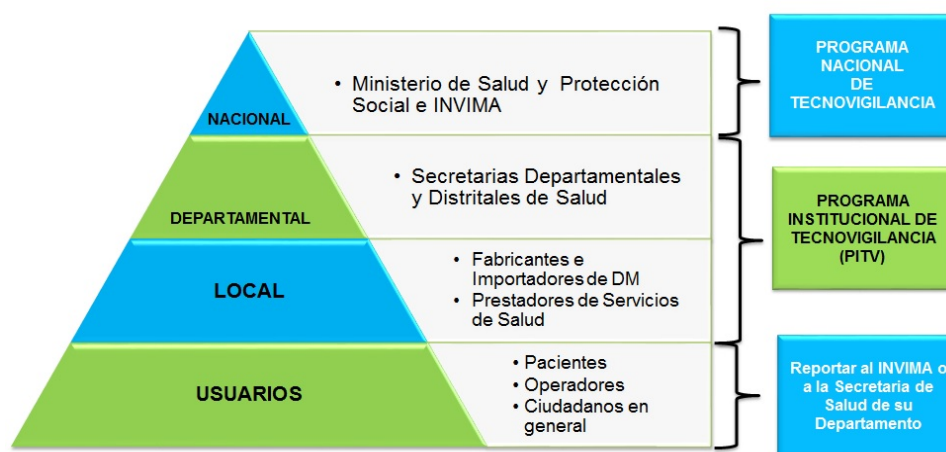 NACIONAL
• Ministerio de Salud y Protección
Social e INVIMA
PROGRAMA
NACIONAL
DE
TECNOVIGILANCIA
DEPARTAMENTAL
• Secretarias Departamentales
y Distritales de Salud
PROGRAMA
INSTITUCIONAL DE
TECNOVIGILANCIA
(PITV)
LOCAL
• Fabricantes e
Importadores de DM
• Prestadores de Servicios
de Salud
USUARIOS
• Pacientes
• Operadores
• Ciudadanos en
general
Reportar al INVIMA o
a la Secretaria de
Salud de su
Departamento